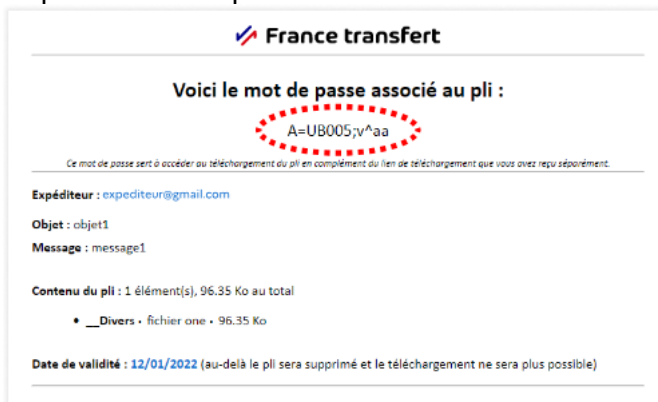 France transfert
Voici le mot de passe associé au pli :
A=UB005;v^aa
Ce mot de passe sert à accéder au téléchargement du pli en complément du lien de téléchargement que vous avez reçu séparément.
Expéditeur : expediteur@gmail.com
Objet : objet1
Message : message1
Contenu du pli : 1 élément(s), 96.35 Ko au total
• __Divers • fichier one • 96.35 Ko
Date de validité : 12/01/2022 (au-delà le pli sera supprimé et le téléchargement ne sera plus possible)